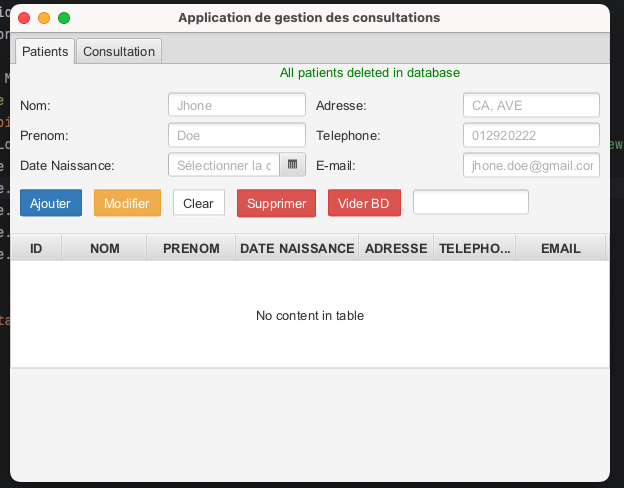 Application de gestion des consultations
Patients Consultation
All patients deleted in database
Nom: Jhone Adresse: CA, AVE
Prenom: Doe Telephone: 012920222
Date Naissance: Sélectionner la d E-mail: jhone.doe@gmail.con
Ajouter Modifier Clear Supprimer Vider BD
ID NOM PRENOM DATE NAISSANCE ADRESSE TELEPHO... EMAIL
No content in table